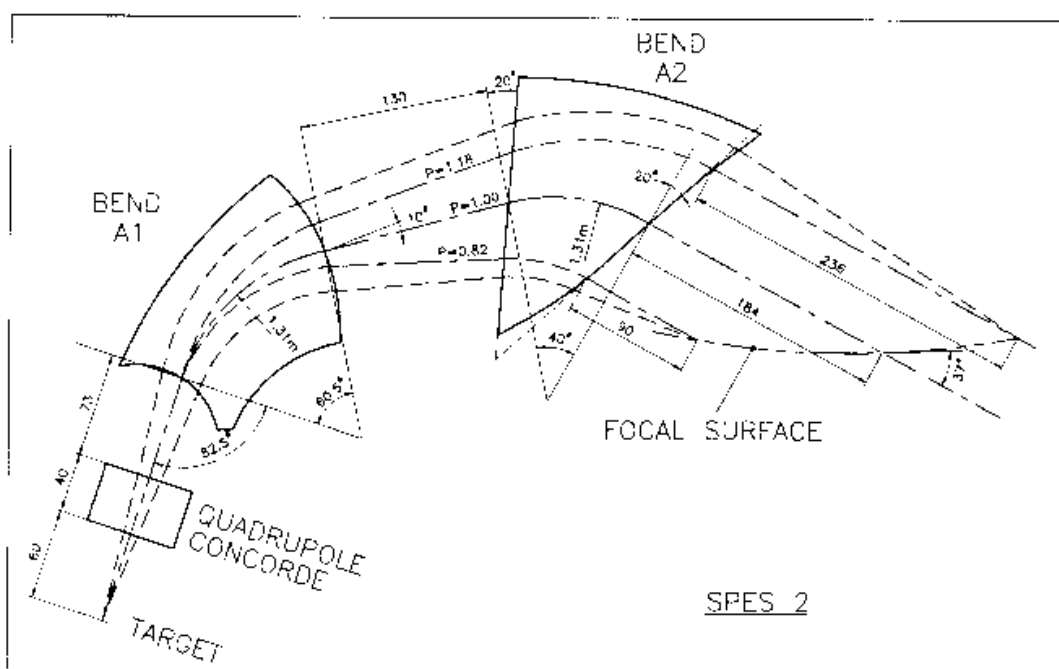 BEND
A2
20°
130
P=1.18
20°
BEND
A1
10°
P=1.00
1.31m
P=0.82
236
184
1.31m
90
40°
37°
73
60.5°
FOCAL SURFACE
82.5°
40
QUADRUPOLE
CONCORDE
SPES 2
TARGET